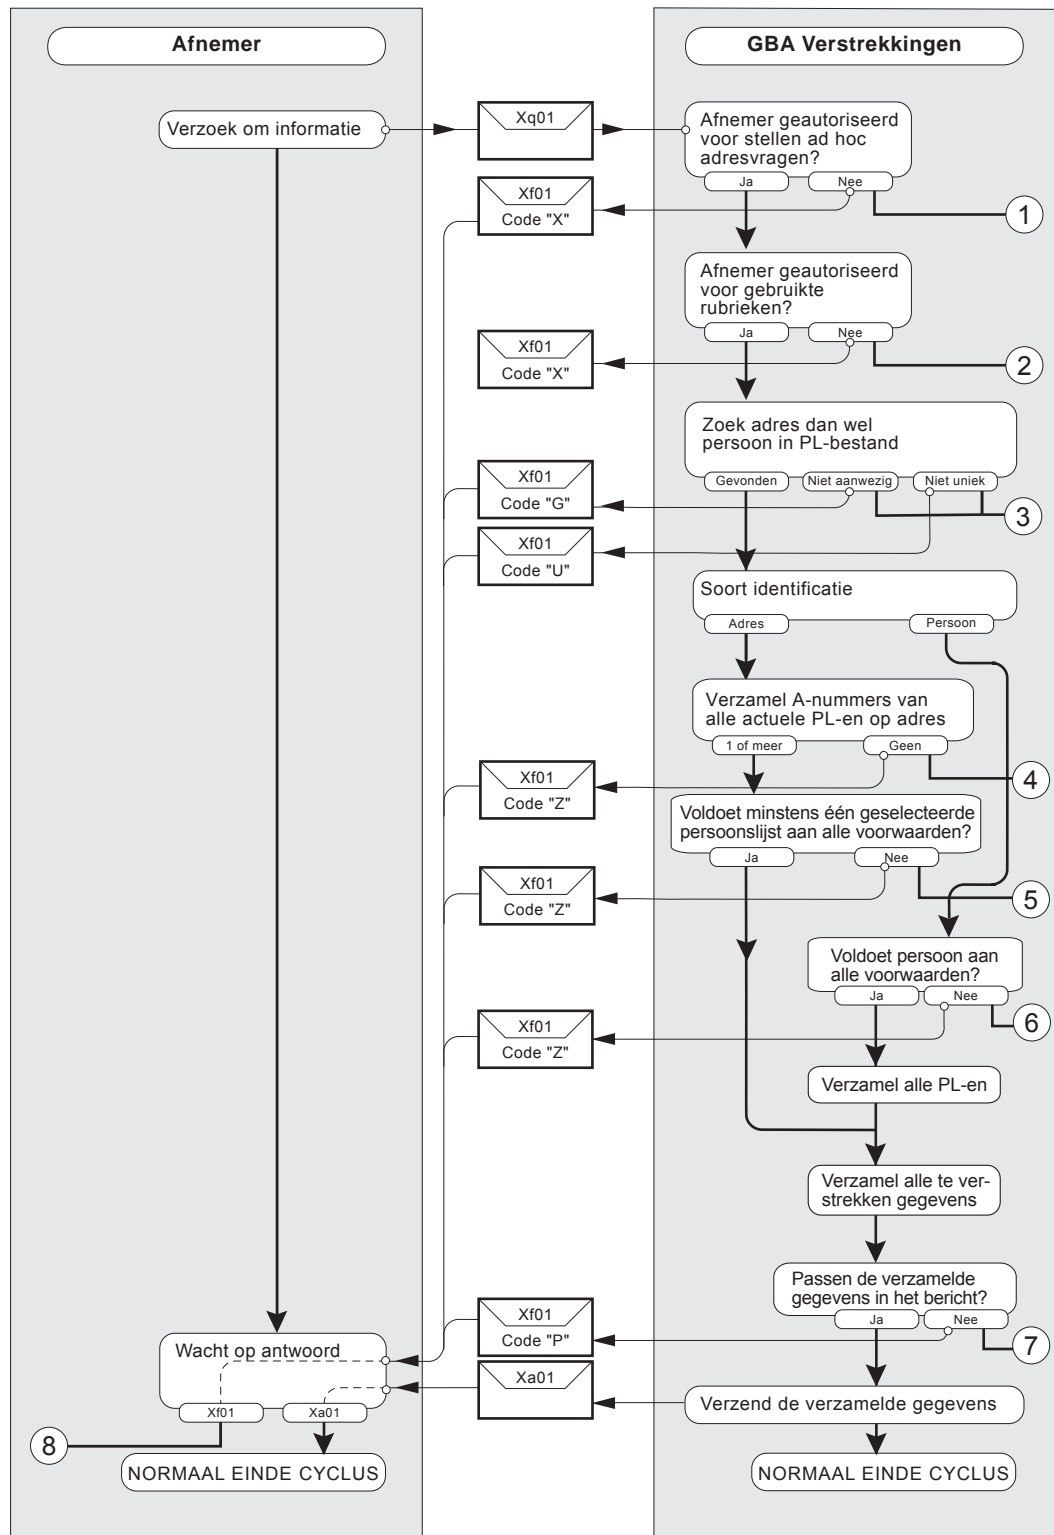 Afnemer
GBA Verstrekkingen
Verzoek om informatie
Xq01
Afnemer geautoriseerd
voor stellen ad hoc
adresvragen?
Ja
Nee
Xf01
Code "X"
1
Afnemer geautoriseerd
voor gebruikte
rubrieken?
Ja
Nee
Xf01
Code "X"
2
Zoek adres dan wel
persoon in PL-bestand
Gevonden
Niet aanwezig
Niet uniek
Xf01
Code "G"
3
Xf01
Code "U"
Soort identificatie
Adres
Persoon
Verzamel A-nummers van
alle actuele PL-en op adres
1 of meer
Geen
Xf01
Code "Z"
4
Voldoet minstens één geselecteerde
persoonslijst aan alle voorwaarden?
Ja
Nee
Xf01
Code "Z"
5
Voldoet persoon aan
alle voorwaarden?
Ja
Nee
Xf01
Code "Z"
6
Verzamel alle PL-en
Verzamel alle te ver-
strekken gegevens
Passen de verzamelde
gegevens in het bericht?
Ja
Nee
Xf01
Code "P"
7
Wacht op antwoord
Xf01
Xa01
Xa01
Verzend de verzamelde gegevens
8
NORMAAL EINDE CYCLUS
NORMAAL EINDE CYCLUS